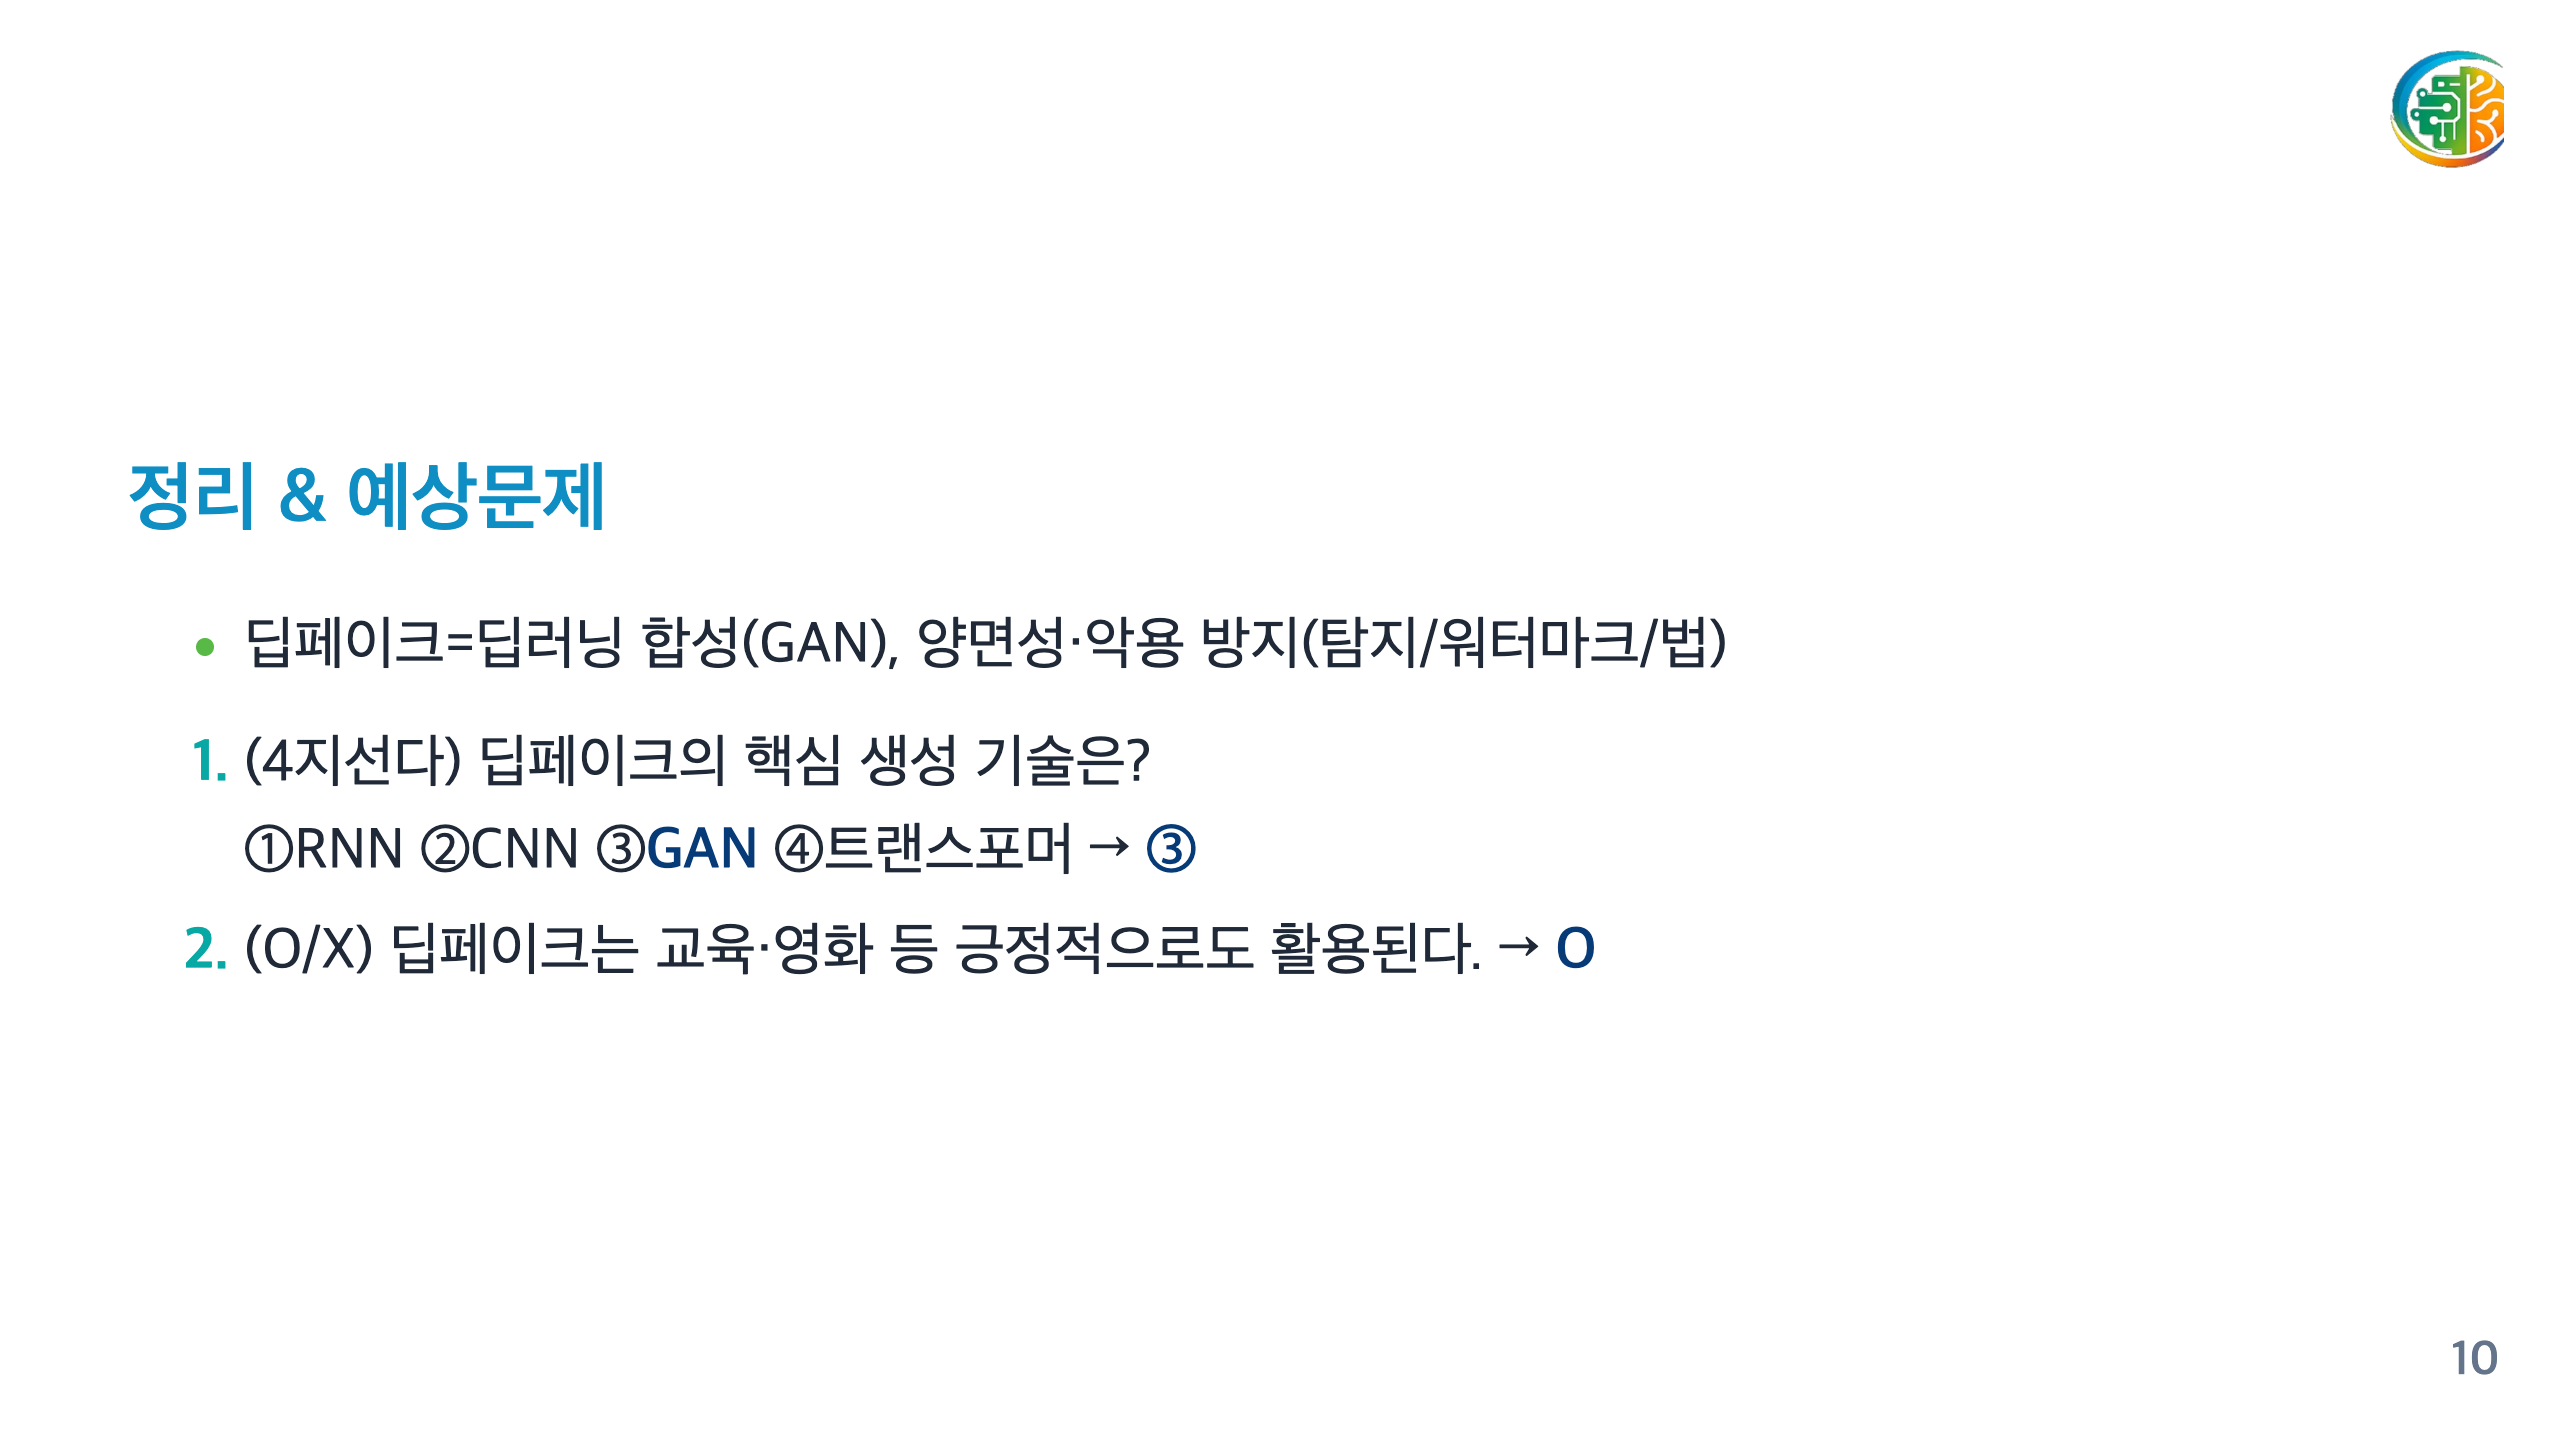 정리 & 예상문제
• 딥페이크=딥러닝 합성(GAN), 양면성·악용 방지(탐지/워터마크/법)
1. (4지선다) 딥페이크의 핵심 생성 기술은?
①RNN ②CNN ③GAN ④트랜스포머 → ③
2. (O/X) 딥페이크는 교육·영화 등 긍정적으로도 활용된다. → O
10